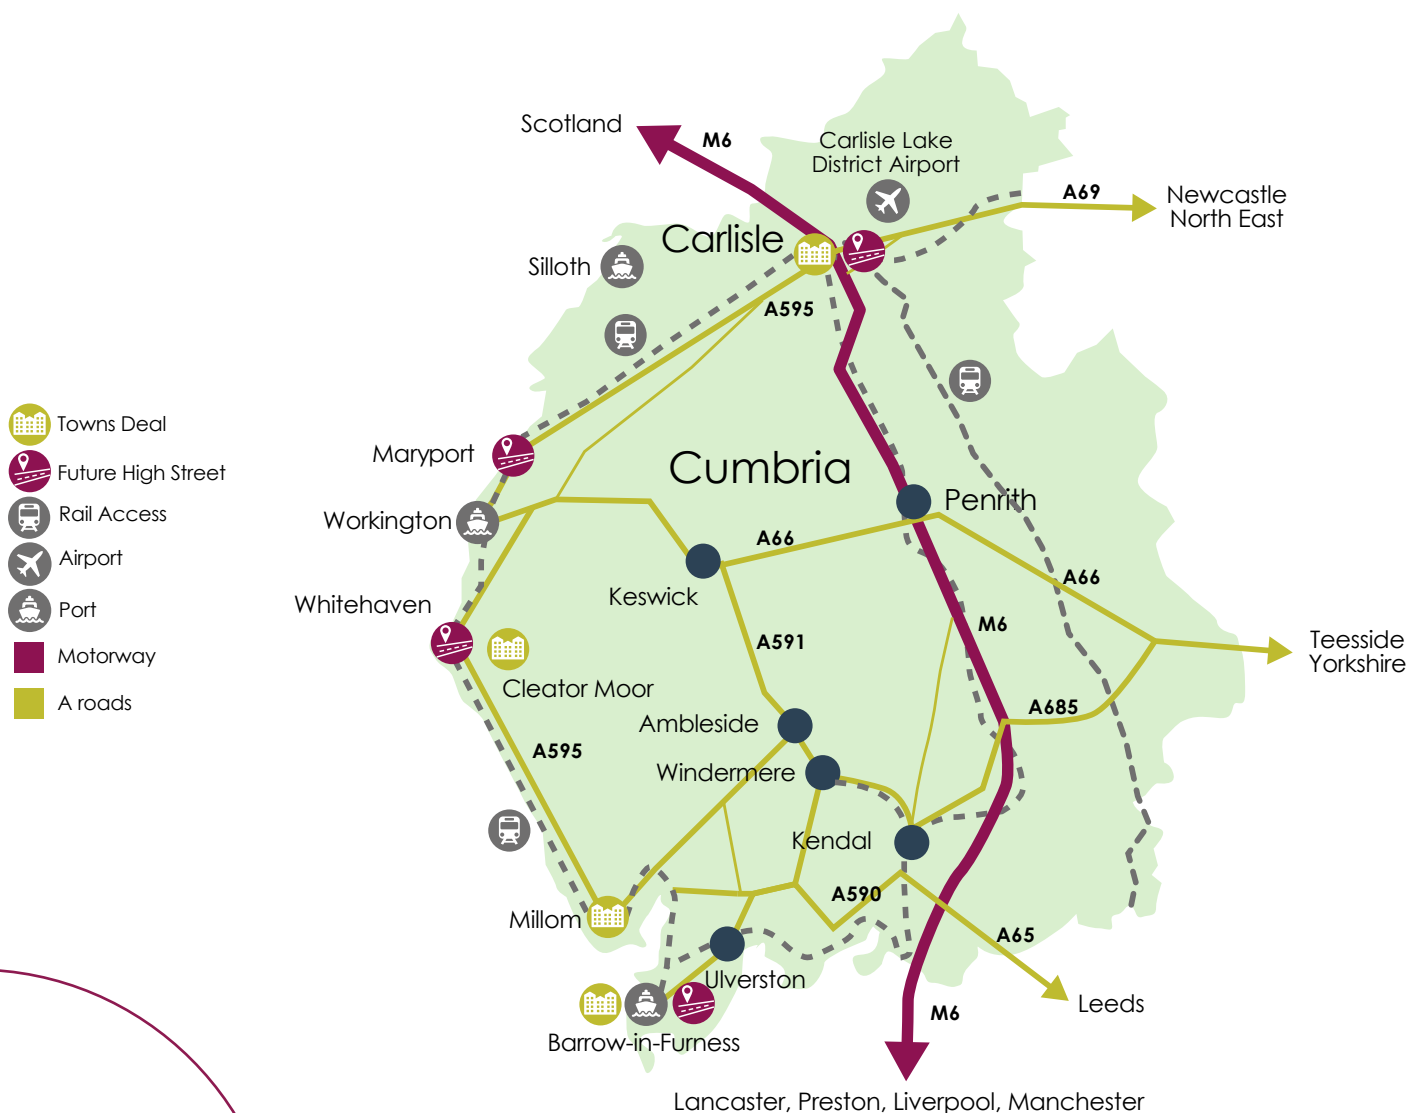 Scotland
M6
Carlisle Lake
District Airport
A69
Newcastle
North East
Carlisle
Silloth
A595
Towns Deal
Future High Street
Rail Access
Airport
Port
Motorway
A roads
Maryport
Cumbria
Workington
Penrith
A66
Keswick
A66
Whitehaven
A591
M6
Teesside
Yorkshire
Cleator Moor
A685
Ambleside
A595
Windermere
Kendal
A590
Millom
A65
Ulverston
Leeds
M6
Barrow-in-Furness
Lancaster, Preston, Liverpool, Manchester